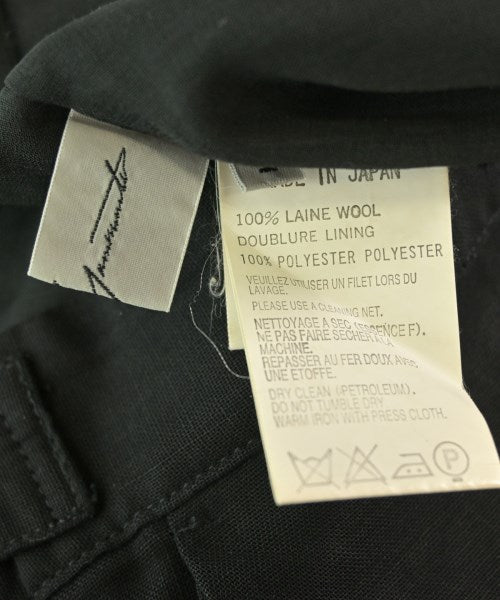 MADE IN JAPAN
100% LAINE WOOL
DOUBLURE LINING
100% POLYESTER POLYESTER
VEUILLEZ UTILISER UN FILET LORS DU
LAVAGE.
PLEASE USE A CLEANING NET.
NETTOYAGE A SEC (ESSENCE F).
NE PAS FAIRE SECHER A LA
MACHINE.
REPASSER AU FER DOUX AVEC
UNE ETOFFE.
DRY CLEAN (PETROLEUM).
DO NOT TUMBLE DRY
WARM IRON WITH PRESS CLOTH.
P